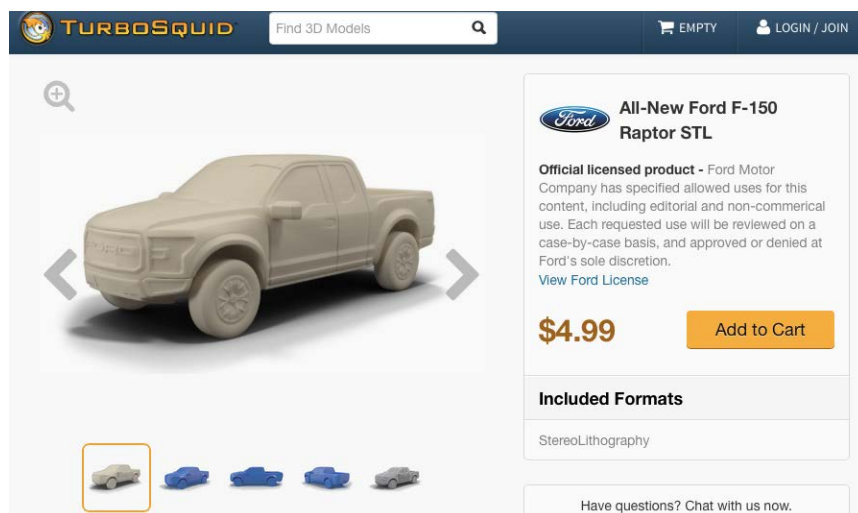 TURBOSQUID
Find 3D Models
EMPTY
LOGIN / JOIN
Ford
All-New Ford F-150
Raptor STL
Official licensed product - Ford Motor
Company has specified allowed uses for this
content, including editorial and non-commerical
use. Each requested use will be reviewed on a
case-by-case basis, and approved or denied at
Ford's sole discretion.
View Ford License
FORD
$4.99
Add to Cart
Included Formats
StereoLithography
Have questions? Chat with us now.